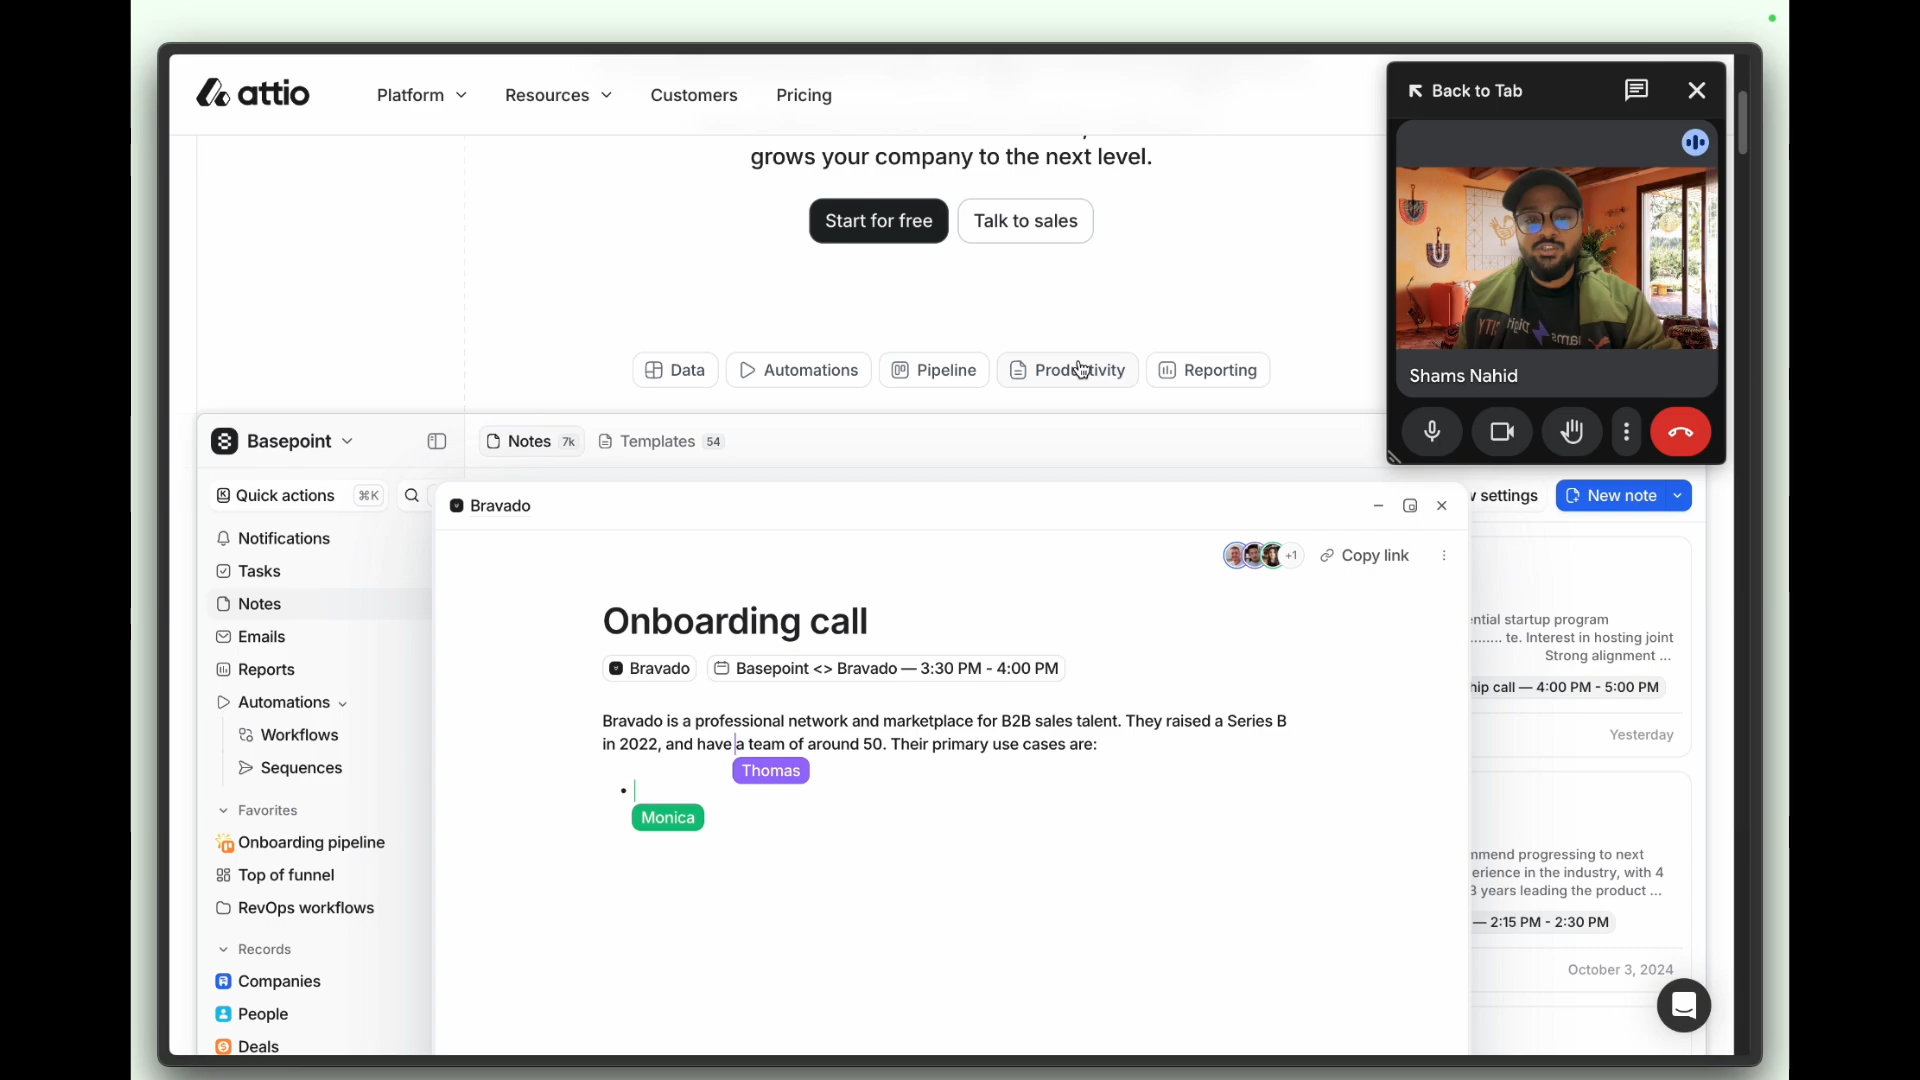 attio
Platform
Resources
Customers
Pricing
grows your company to the next level.
Start for free
Talk to sales
Data
Automations
Pipeline
Productivity
Reporting
Back to Tab
Shams Nahid
Basepoint
Notes 7k
Templates 54
Quick actions ⌘K
settings
New note
Notifications
Tasks
Notes
Emails
Reports
Automations
Workflows
Sequences
Favorites
Onboarding pipeline
Top of funnel
RevOps workflows
Records
Companies
People
Deals
Bravado
+1
Copy link
Onboarding call
Bravado
Basepoint <> Bravado — 3:30 PM - 4:00 PM
Bravado is a professional network and marketplace for B2B sales talent. They raised a Series B
in 2022, and have a team of around 50. Their primary use cases are:
Thomas
•
Monica
ential startup program
........ te. Interest in hosting joint
Strong alignment ...
hip call — 4:00 PM - 5:00 PM
Yesterday
mmend progressing to next
erience in the industry, with 4
3 years leading the product ...
— 2:15 PM - 2:30 PM
October 3, 2024